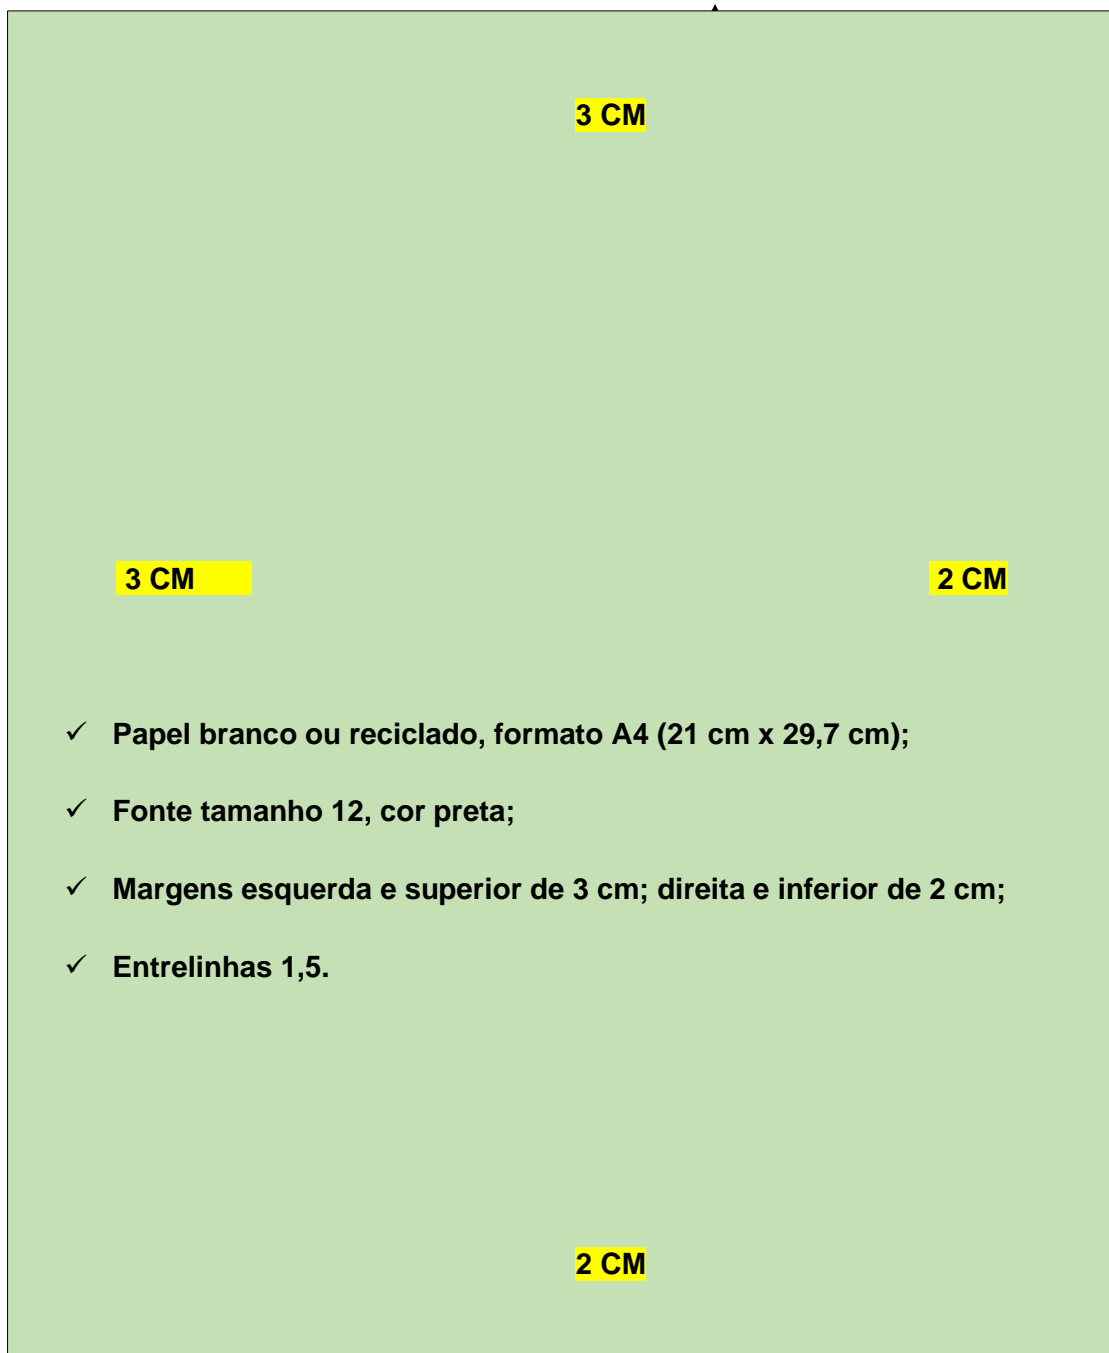 3 CM
3 CM 2 CM
✓ Papel branco ou reciclado, formato A4 (21 cm x 29,7 cm);
✓ Fonte tamanho 12, cor preta;
✓ Margens esquerda e superior de 3 cm; direita e inferior de 2 cm;
✓ Entrelinhas 1,5.
2 CM